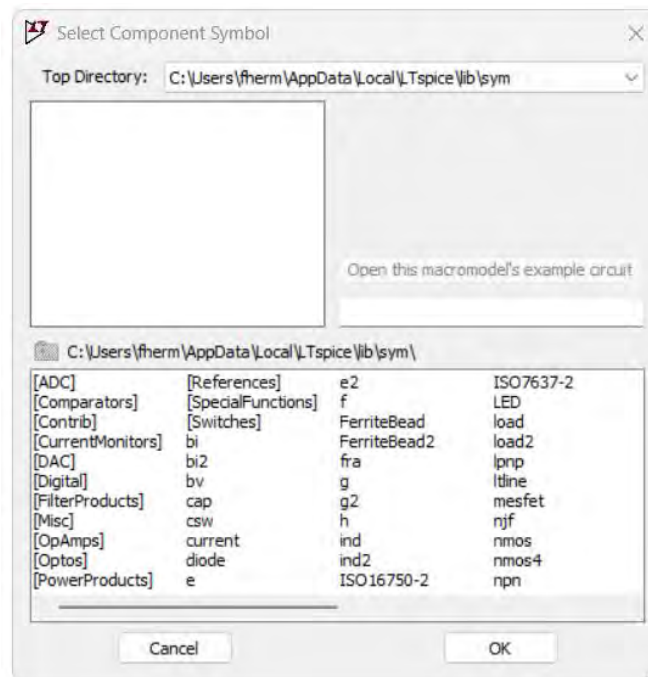 Select Component Symbol
Top Directory: C:\Users\fherm\AppData\Local\LTspice\lib\sym
Open this macromodel's example circuit
C:\Users\fherm\AppData\Local\LTspice\lib\sym\
[ADC] [References] e2 ISO7637-2
[Comparators] [SpecialFunctions] f LED
[Contrib] [Switches] FerriteBead load
[CurrentMonitors] bi FerriteBead2 load2
[DAC] bi2 fra lpnp
[Digital] bv g ltline
[FilterProducts] cap g2 mesfet
[Misc] csw h njf
[OpAmps] current ind nmos
[Optos] diode ind2 nmos4
[PowerProducts] e ISO16750-2 npn
Cancel OK